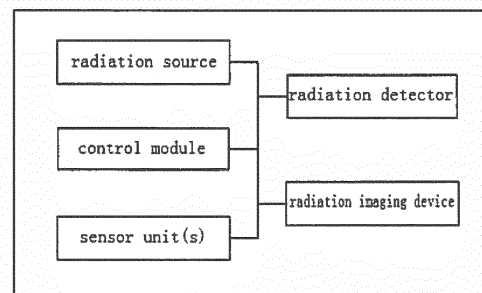 radiation source
radiation detector
control module
radiation imaging device
sensor unit(s)